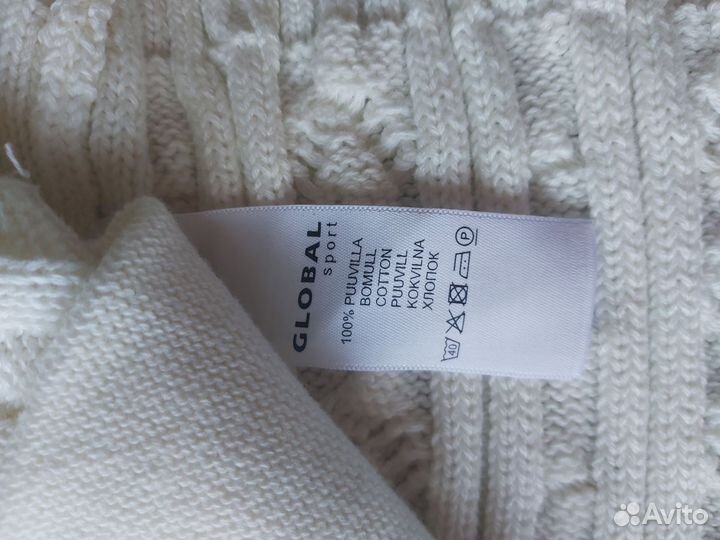 GLOBAL
sport
100% PUUVILLA
BOMULL
COTTON
PUUVILL
KOKVILNA
ХЛОПОК
40 P
Avito